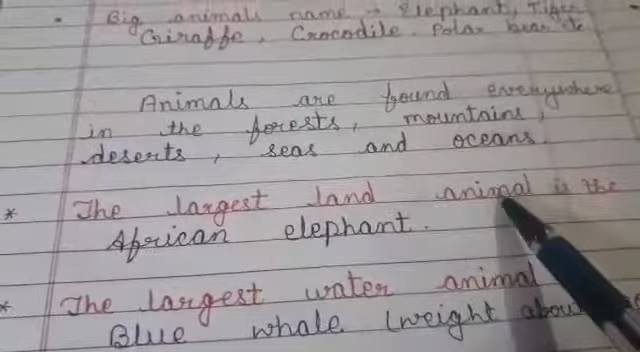 • Big animals name - Elephant, Tiger
Giraffe, Crocodile. Polar bear
Animals are found everywhere
in the forests, mountains,
deserts, seas and oceans.
* The largest land animal is the
African elephant.
* The largest water animal
Blue whale (weight about